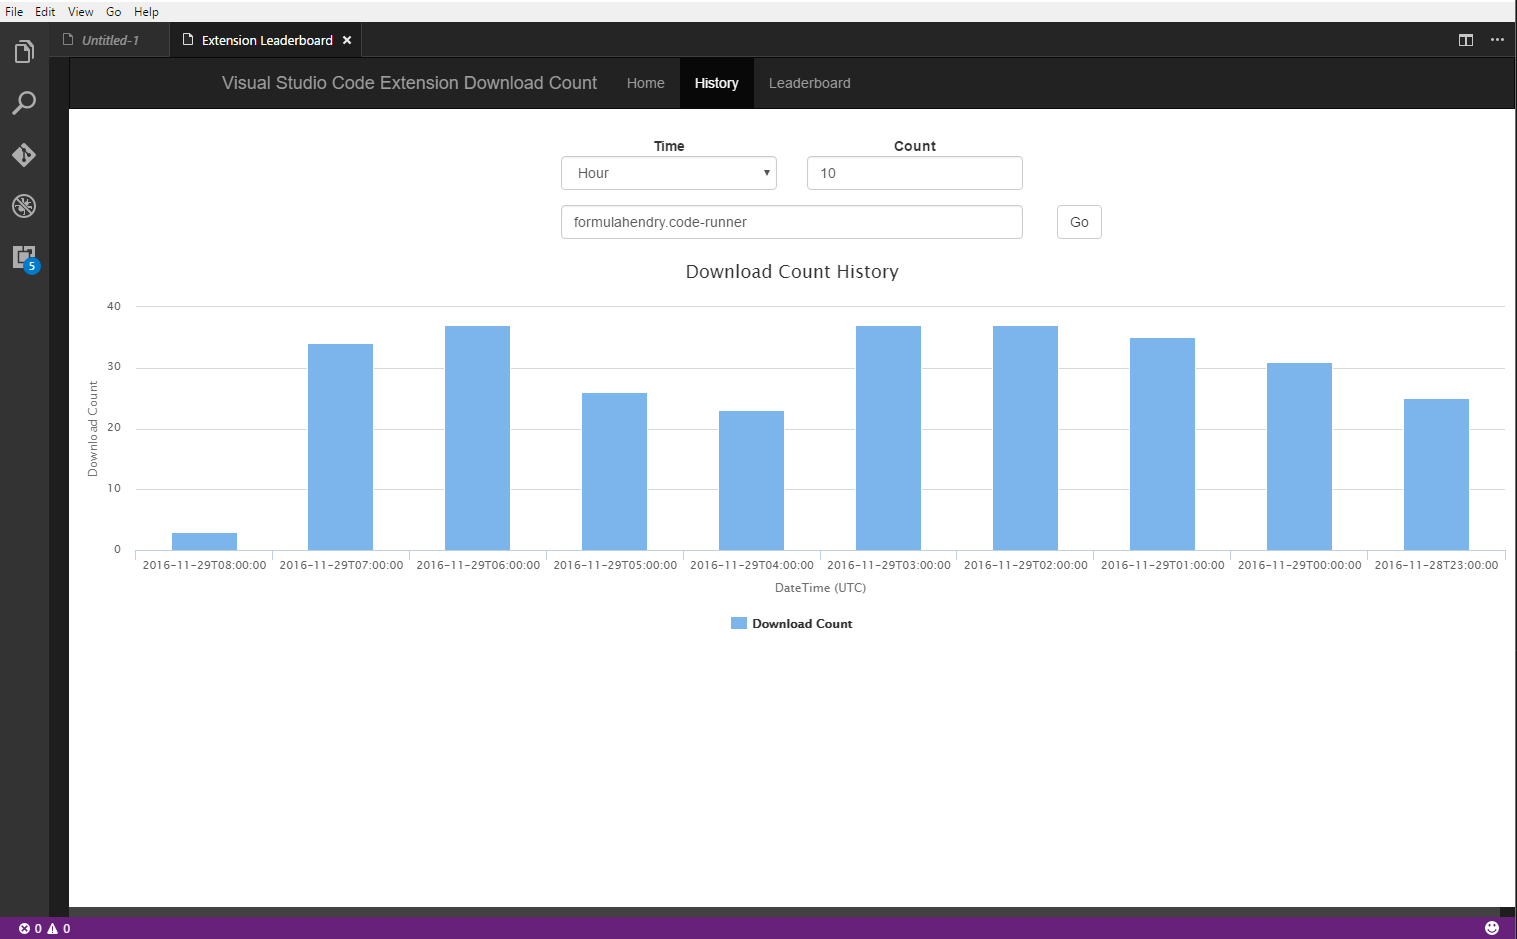 File Edit View Go Help
Untitled-1 Extension Leaderboard ×
Visual Studio Code Extension Download Count Home History Leaderboard
Time Count
Hour 10
formulahendry.code-runner Go
5
Download Count History
40
30
20
10
0
Download Count
2016-11-29T08:00:00 2016-11-29T07:00:00 2016-11-29T06:00:00 2016-11-29T05:00:00 2016-11-29T04:00:00 2016-11-29T03:00:00 2016-11-29T02:00:00 2016-11-29T01:00:00 2016-11-29T00:00:00 2016-11-28T23:00:00
DateTime (UTC)
Download Count
0 0